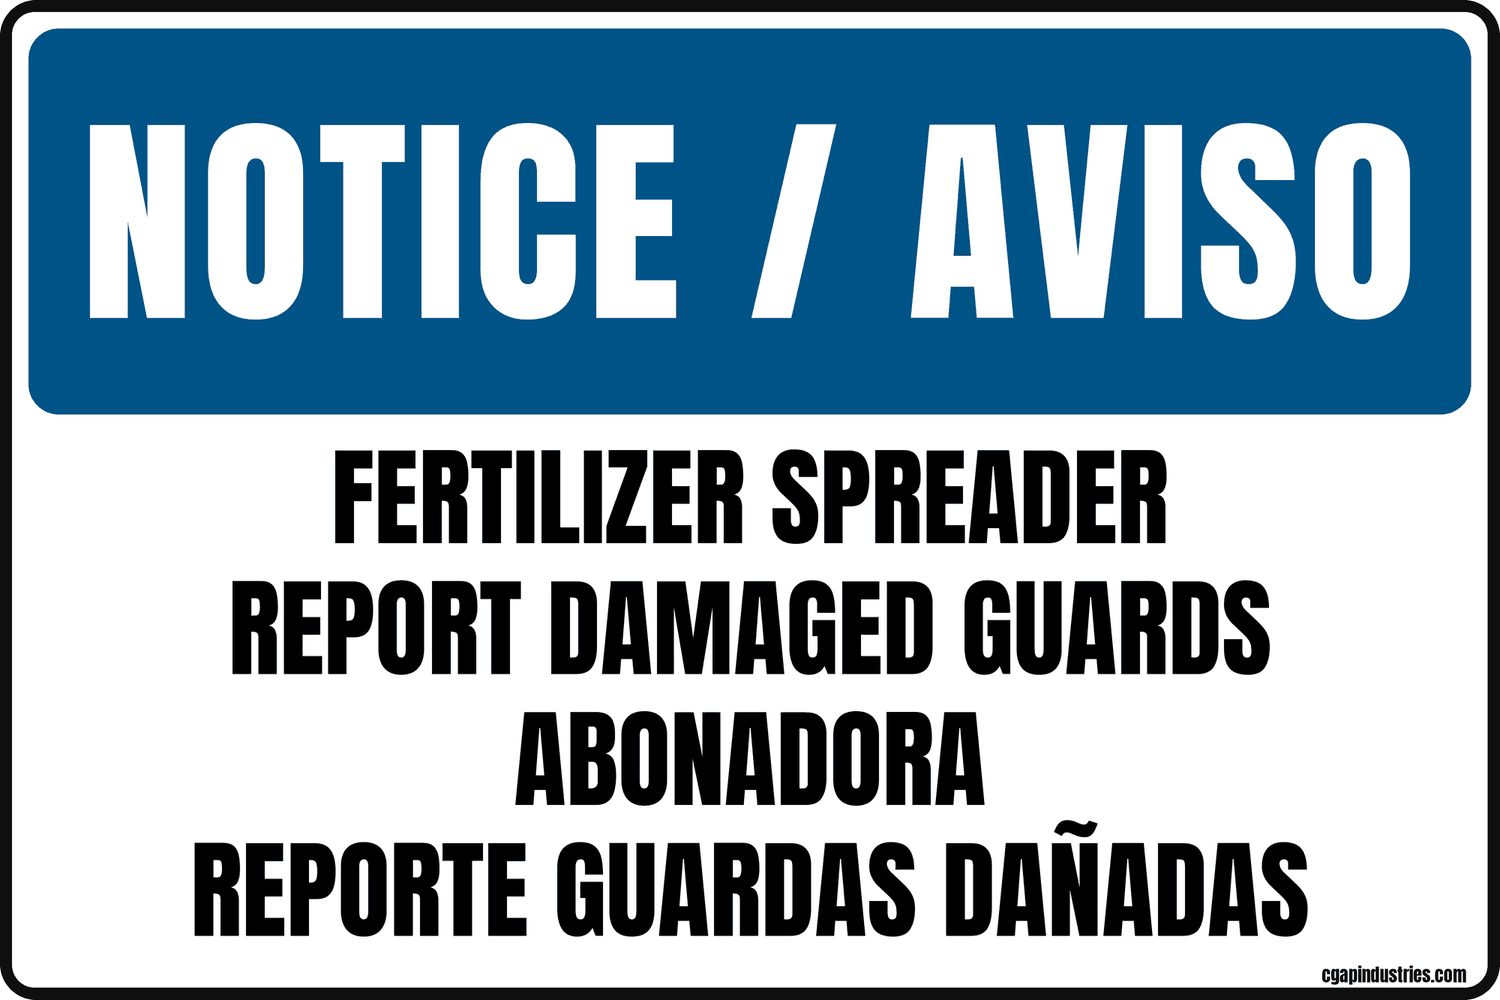 NOTICE / AVISO
FERTILIZER SPREADER
REPORT DAMAGED GUARDS
ABONADORA
REPORTE GUARDAS DAÑADAS
cgapindustries.com